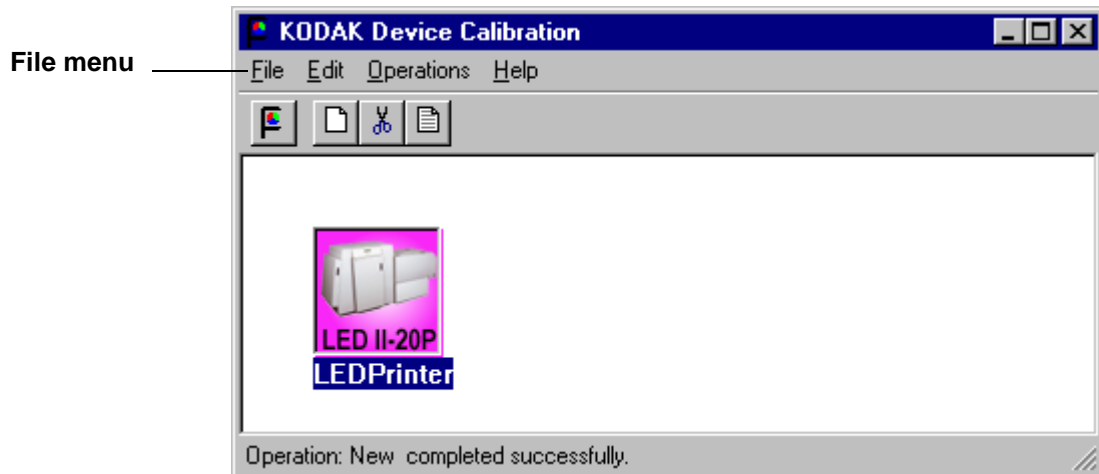 KODAK Device Calibration
File menu
File Edit Operations Help
LED II-20P
LEDPrinter
Operation: New completed successfully.